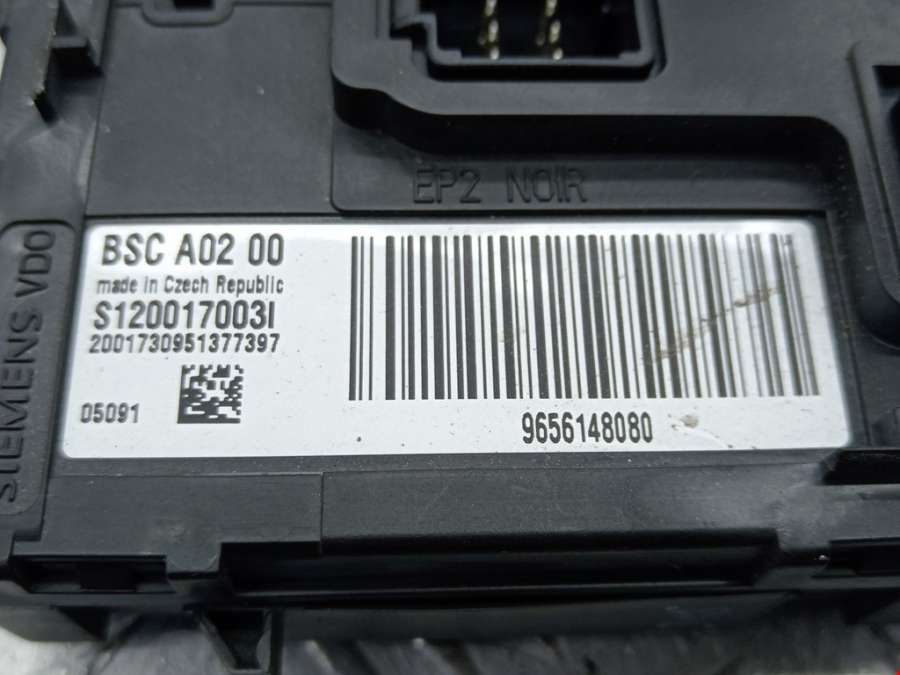 EP2 NOIR
SIEMENS VDO
BSC A02 00
made in Czech Republic
S120017003I
2001730951377397
05091
9656148080